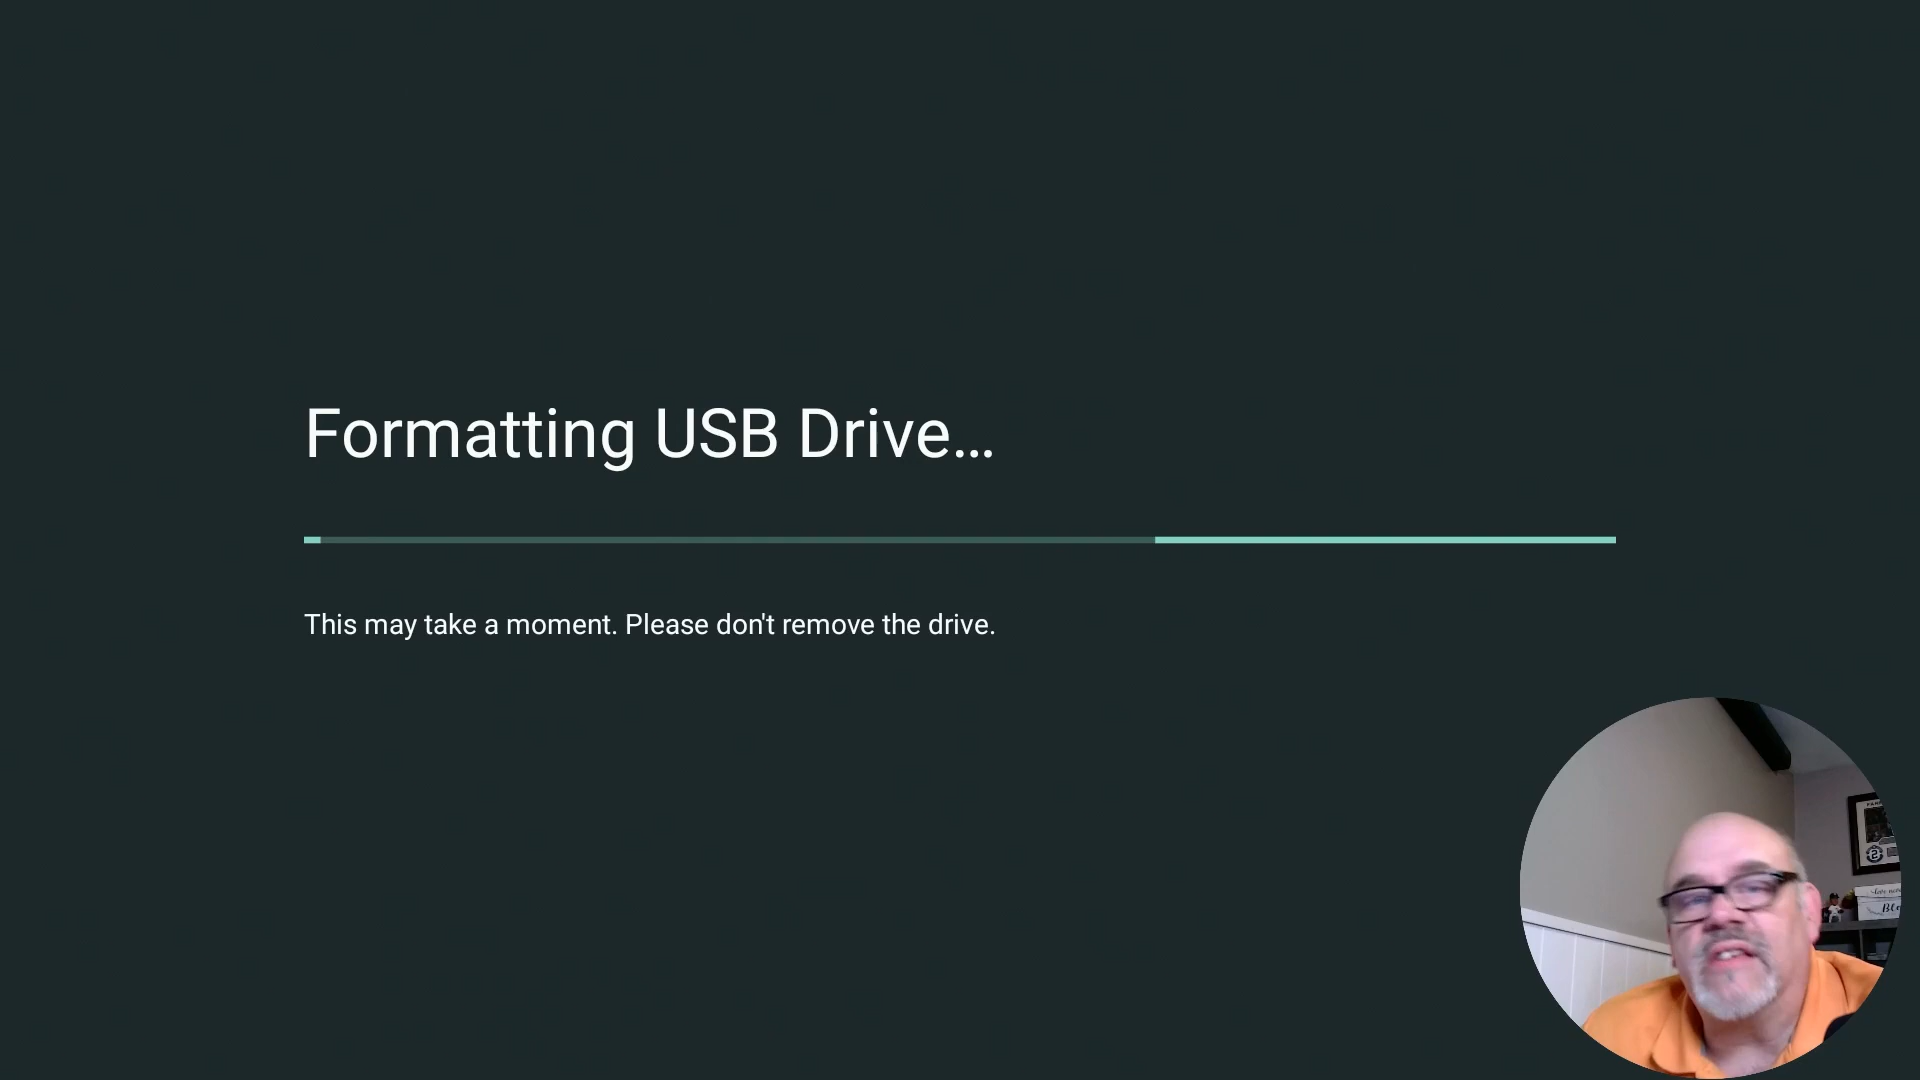 Formatting USB Drive…
This may take a moment. Please don't remove the drive.